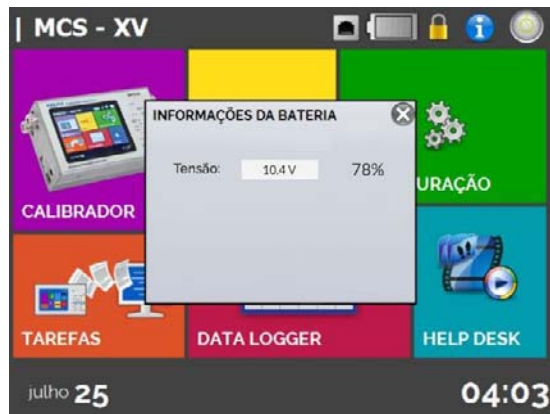 | MCS - XV
INFORMAÇÕES DA BATERIA
Tensão: 10.4 V 78%
URAÇÃO
CALIBRADOR
TAREFAS
DATA LOGGER
HELP DESK
julho 25
04:03